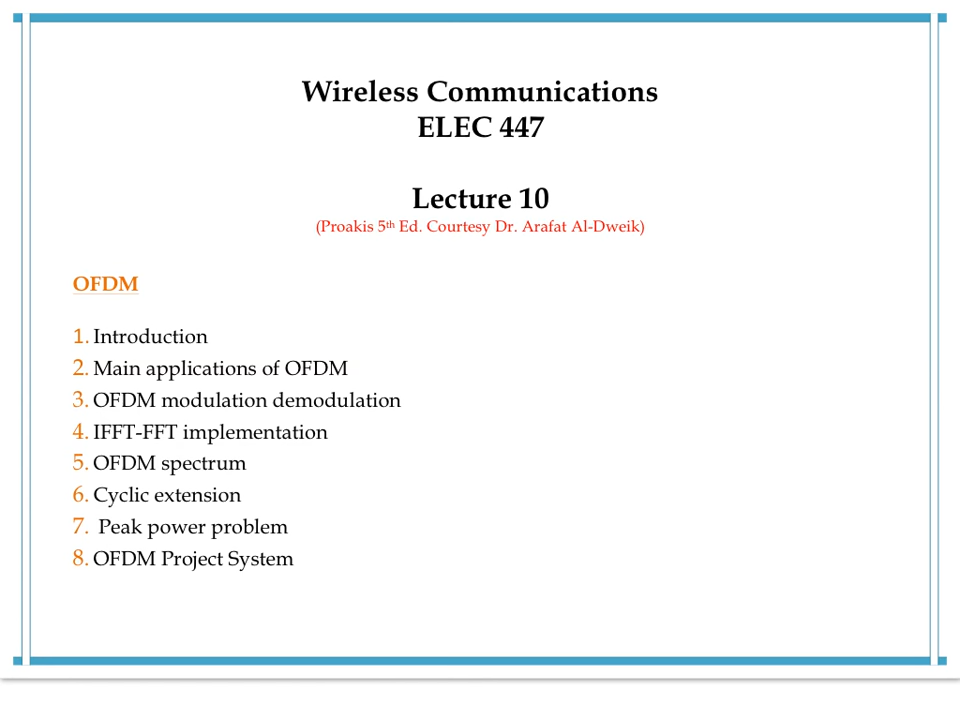 Wireless Communications
ELEC 447
Lecture 10
(Proakis 5th Ed. Courtesy Dr. Arafat Al-Dweik)
OFDM
1. Introduction
2. Main applications of OFDM
3. OFDM modulation demodulation
4. IFFT-FFT implementation
5. OFDM spectrum
6. Cyclic extension
7. Peak power problem
8. OFDM Project System